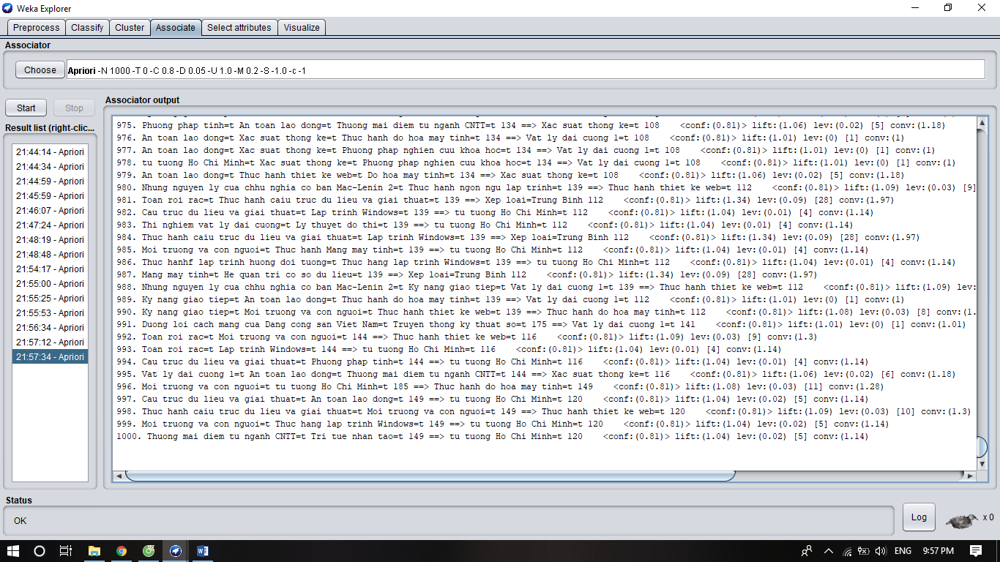 Weka Explorer
Preprocess Classify Cluster Associate Select attributes Visualize
Associator
Choose Apriori -N 1000 -T 0 -C 0.8 -D 0.05 -U 1.0 -M 0.2 -S -1.0 -c -1
Start Stop
Associator output
Result list (right-clic...
21:44:14 - Apriori
21:44:34 - Apriori
21:44:59 - Apriori
21:45:59 - Apriori
21:46:07 - Apriori
21:47:24 - Apriori
21:48:19 - Apriori
21:48:48 - Apriori
21:54:17 - Apriori
21:55:00 - Apriori
21:55:25 - Apriori
21:55:53 - Apriori
21:56:34 - Apriori
21:57:12 - Apriori
21:57:34 - Apriori
975. Phuong phap tinh=t An toan lao dong=t Thuong mai diem tu nganh CNTT=t 134 ==> Xac suat thong ke=t 108 <conf:(0.81)> lift:(1.06) lev:(0.02) [5] conv:(1.18)
976. An toan lao dong=t Xac suat thong ke=t Thuc hanh do hoa may tinh=t 134 ==> Vat ly dai cuong 1=t 108 <conf:(0.81)> lift:(1.01) lev:(0) [1] conv:(1)
977. An toan lao dong=t Xac suat thong ke=t Phuong phap nghien cuu khoa hoc=t 134 ==> Vat ly dai cuong 1=t 108 <conf:(0.81)> lift:(1.01) lev:(0) [1] conv:(1)
978. tu tuong Ho Chi Minh=t Xac suat thong ke=t Phuong phap nghien cuu khoa hoc=t 134 ==> Vat ly dai cuong 1=t 108 <conf:(0.81)> lift:(1.01) lev:(0) [1] conv:(1)
979. An toan lao dong=t Thuc hanh thiet ke web=t Do hoa may tinh=t 134 ==> Xac suat thong ke=t 108 <conf:(0.81)> lift:(1.06) lev:(0.02) [5] conv:(1.18)
980. Nhung nguyen ly cua chhu nghia co ban Mac-Lenin 2=t Thuc hanh ngon ngu lap trinh=t 139 ==> Thuc hanh thiet ke web=t 112 <conf:(0.81)> lift:(1.09) lev:(0.03) [9]
981. Toan roi rac=t Thuc hanh caiu truc du lieu va giai thuat=t 139 ==> Xep loai=Trung Binh 112 <conf:(0.81)> lift:(1.34) lev:(0.09) [28] conv:(1.97)
982. Cau truc du lieu va giai thuat=t Lap trinh Windows=t 139 ==> tu tuong Ho Chi Minh=t 112 <conf:(0.81)> lift:(1.04) lev:(0.01) [4] conv:(1.14)
983. Thi nghiem vat ly dai cuong=t Ly thuyet do thi=t 139 ==> tu tuong Ho Chi Minh=t 112 <conf:(0.81)> lift:(1.04) lev:(0.01) [4] conv:(1.14)
984. Thuc hanh caiu truc du lieu va giai thuat=t Lap trinh Windows=t 139 ==> Xep loai=Trung Binh 112 <conf:(0.81)> lift:(1.34) lev:(0.09) [28] conv:(1.97)
985. Moi truong va con nguoi=t Thuc hanh Mang may tinh=t 139 ==> tu tuong Ho Chi Minh=t 112 <conf:(0.81)> lift:(1.04) lev:(0.01) [4] conv:(1.14)
986. Thuc hanhf lap trinh huong doi tuong=t Thuc hang lap trinh Windows=t 139 ==> tu tuong Ho Chi Minh=t 112 <conf:(0.81)> lift:(1.04) lev:(0.01) [4] conv:(1.14)
987. Mang may tinh=t He quan tri co so du lieu=t 139 ==> Xep loai=Trung Binh 112 <conf:(0.81)> lift:(1.34) lev:(0.09) [28] conv:(1.97)
988. Nhung nguyen ly cua chhu nghia co ban Mac-Lenin 2=t Ky nang giao tiep=t Vat ly dai cuong 1=t 139 ==> Thuc hanh thiet ke web=t 112 <conf:(0.81)> lift:(1.09) lev:
989. Ky nang giao tiep=t An toan lao dong=t Thuc hanh do hoa may tinh=t 139 ==> Vat ly dai cuong 1=t 112 <conf:(0.81)> lift:(1.01) lev:(0) [1] conv:(1)
990. Ky nang giao tiep=t Moi truong va con nguoi=t Thuc hanh thiet ke web=t 139 ==> Thuc hanh do hoa may tinh=t 112 <conf:(0.81)> lift:(1.08) lev:(0.03) [8] conv:(1.
991. Duong loi cach mang cua Dang cong san Viet Nam=t Truyen thong ky thuat so=t 175 ==> Vat ly dai cuong 1=t 141 <conf:(0.81)> lift:(1.01) lev:(0) [1] conv:(1.01)
992. Toan roi rac=t Moi truong va con nguoi=t 144 ==> Thuc hanh thiet ke web=t 116 <conf:(0.81)> lift:(1.09) lev:(0.03) [9] conv:(1.3)
993. Toan roi rac=t Lap trinh Windows=t 144 ==> tu tuong Ho Chi Minh=t 116 <conf:(0.81)> lift:(1.04) lev:(0.01) [4] conv:(1.14)
994. Cau truc du lieu va giai thuat=t Phuong phap tinh=t 144 ==> tu tuong Ho Chi Minh=t 116 <conf:(0.81)> lift:(1.04) lev:(0.01) [4] conv:(1.14)
995. Vat ly dai cuong 1=t An toan lao dong=t Thuong mai diem tu nganh CNTT=t 144 ==> Xac suat thong ke=t 116 <conf:(0.81)> lift:(1.06) lev:(0.02) [6] conv:(1.18)
996. Moi truong va con nguoi=t tu tuong Ho Chi Minh=t 185 ==> Thuc hanh do hoa may tinh=t 149 <conf:(0.81)> lift:(1.08) lev:(0.03) [11] conv:(1.28)
997. Cau truc du lieu va giai thuat=t An toan lao dong=t 149 ==> tu tuong Ho Chi Minh=t 120 <conf:(0.81)> lift:(1.04) lev:(0.02) [5] conv:(1.14)
998. Thuc hanh caiu truc du lieu va giai thuat=t Moi truong va con nguoi=t 149 ==> Thuc hanh thiet ke web=t 120 <conf:(0.81)> lift:(1.09) lev:(0.03) [10] conv:(1.3)
999. Moi truong va con nguoi=t Thuc hang lap trinh Windows=t 149 ==> tu tuong Ho Chi Minh=t 120 <conf:(0.81)> lift:(1.04) lev:(0.02) [5] conv:(1.14)
1000. Thuong mai diem tu nganh CNTT=t Tri tue nhan tao=t 149 ==> tu tuong Ho Chi Minh=t 120 <conf:(0.81)> lift:(1.04) lev:(0.02) [5] conv:(1.14)
Status
OK
Log
x 0
ENG 9:57 PM